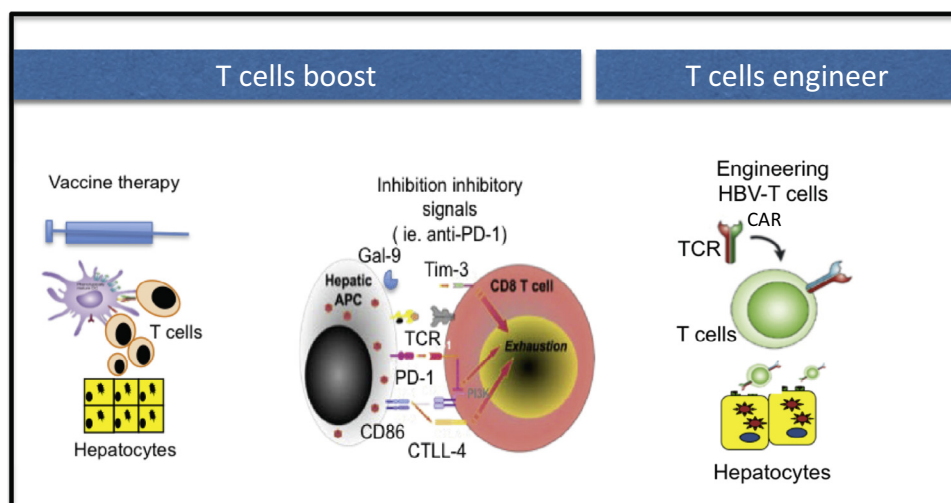 T cells boost
T cells engineer
Vaccine therapy
T cells
Hepatocytes
Inhibition inhibitory
signals
( ie. anti-PD-1)
Gal-9
Tim-3
Hepatic
APC
CD8 T cell
TCR
Exhaustion
PD-1
PI3K
CD86
CTLL-4
Engineering
HBV-T cells
CAR
TCR
T cells
Hepatocytes